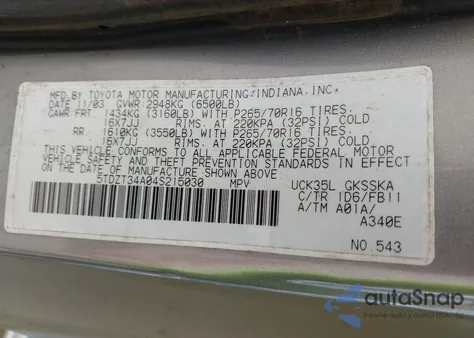 MFD BY TOYOTA MOTOR MANUFACTURING/INDIANA,INC.
DATE 11/03 GVWR 2948KG (6500LB)
GAWR FRT 1434KG (3160LB) WITH P265/70R16 TIRES,
16X7JJ RIMS, AT 220KPA (32PSI) COLD
RR 1610KG (3550LB) WITH P265/70R16 TIRES,
16X7JJ RIMS, AT 220KPA (32PSI) COLD
THIS VEHICLE CONFORMS TO ALL APPLICABLE FEDERAL MOTOR
VEHICLE SAFETY AND THEFT PREVENTION STANDARDS IN EFFECT
ON THE DATE OF MANUFACTURE SHOWN ABOVE.
5TDZT34A04S215030 MPV
UCK35L GKSSKA
C/TR 1D6/FB11
A/TM A01A/
A340E
NO.543
autoSnap